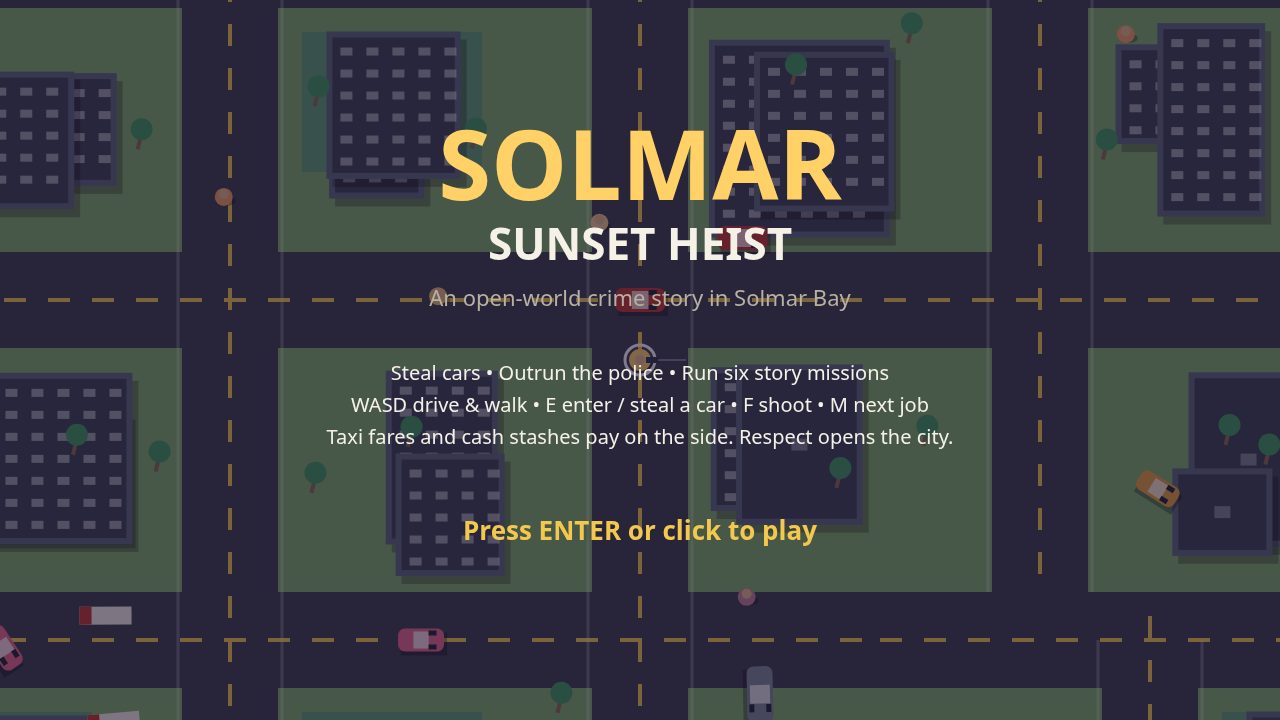 SOLMAR
SUNSET HEIST
An open-world crime story in Solmar Bay
Steal cars • Outrun the police • Run six story missions
WASD drive & walk • E enter / steal a car • F shoot • M next job
Taxi fares and cash stashes pay on the side. Respect opens the city.
Press ENTER or click to play